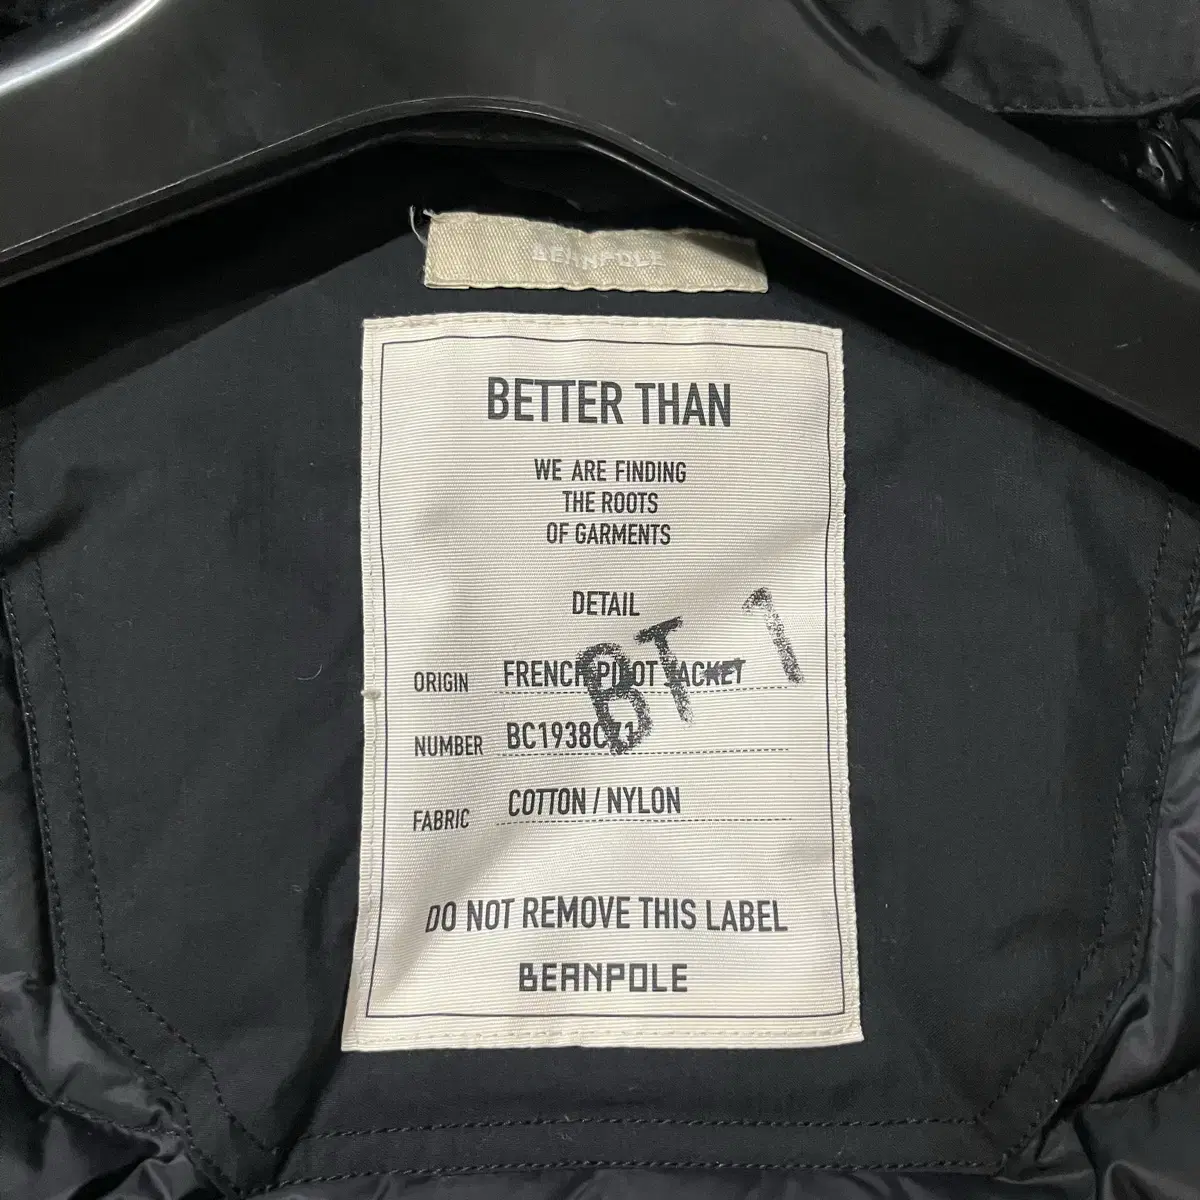 BEANPOLE
BETTER THAN
WE ARE FINDING
THE ROOTS
OF GARMENTS
DETAIL
BT-1
ORIGIN FRENCH PILOT JACKET
NUMBER BC1938C71
FABRIC COTTON / NYLON
DO NOT REMOVE THIS LABEL
BEANPOLE